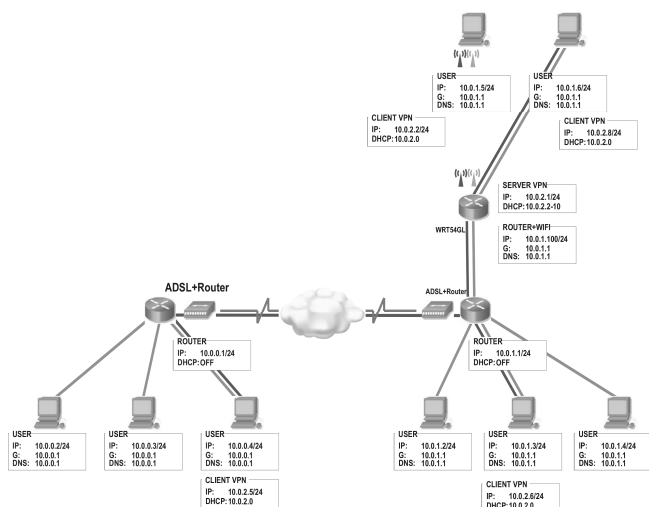 USER
IP: 10.0.1.5/24
G: 10.0.1.1
DNS: 10.0.1.1
USER
IP: 10.0.1.6/24
G: 10.0.1.1
DNS: 10.0.1.1
CLIENT VPN
IP: 10.0.2.2/24
DHCP: 10.0.2.0
CLIENT VPN
IP: 10.0.2.8/24
DHCP: 10.0.2.0
SERVER VPN
IP: 10.0.2.1/24
DHCP: 10.0.2.2-10
WRT54GL
ROUTER+WIFI
IP: 10.0.1.100/24
G: 10.0.1.1
DNS: 10.0.1.1
ADSL+Router
ADSL+Router
ROUTER
IP: 10.0.0.1/24
DHCP: OFF
ROUTER
IP: 10.0.1.1/24
DHCP: OFF
USER
IP: 10.0.0.2/24
G: 10.0.0.1
DNS: 10.0.0.1
USER
IP: 10.0.0.3/24
G: 10.0.0.1
DNS: 10.0.0.1
USER
IP: 10.0.0.4/24
G: 10.0.0.1
DNS: 10.0.0.1
USER
IP: 10.0.1.2/24
G: 10.0.1.1
DNS: 10.0.1.1
USER
IP: 10.0.1.3/24
G: 10.0.1.1
DNS: 10.0.1.1
USER
IP: 10.0.1.4/24
G: 10.0.1.1
DNS: 10.0.1.1
CLIENT VPN
IP: 10.0.2.5/24
DHCP: 10.0.2.0
CLIENT VPN
IP: 10.0.2.6/24
DHCP: 10.0.2.0